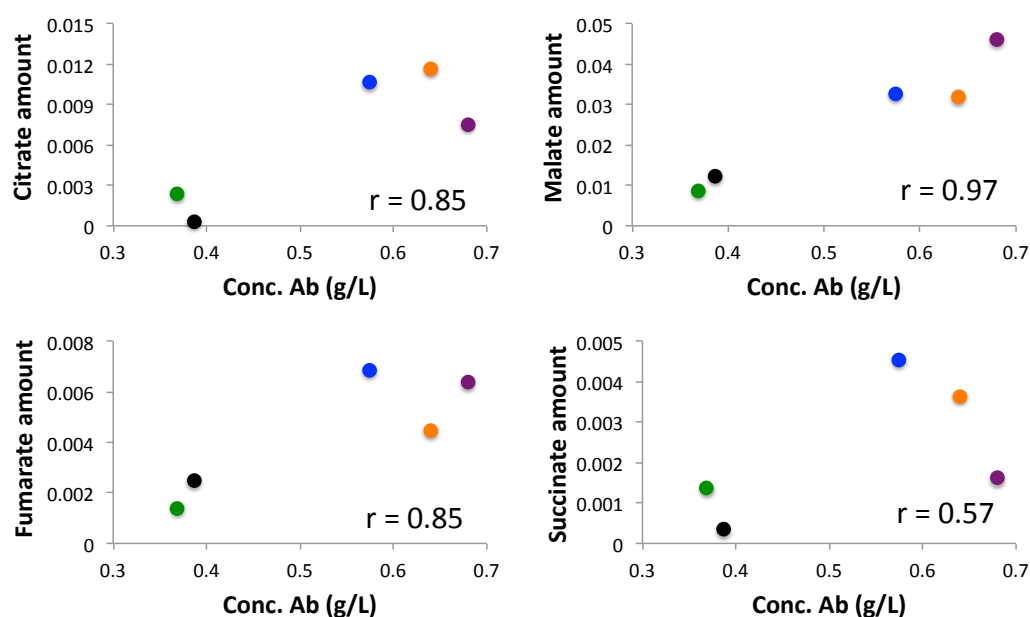 Citrate amount
0.015
0.012
0.009
0.006
0.003
0
r = 0.85
0.3 0.4 0.5 0.6 0.7
Conc. Ab (g/L)
Malate amount
0.05
0.04
0.03
0.02
0.01
0
r = 0.97
0.3 0.4 0.5 0.6 0.7
Conc. Ab (g/L)
Fumarate amount
0.008
0.006
0.004
0.002
0
r = 0.85
0.3 0.4 0.5 0.6 0.7
Conc. Ab (g/L)
Succinate amount
0.005
0.004
0.003
0.002
0.001
0
r = 0.57
0.3 0.4 0.5 0.6 0.7
Conc. Ab (g/L)